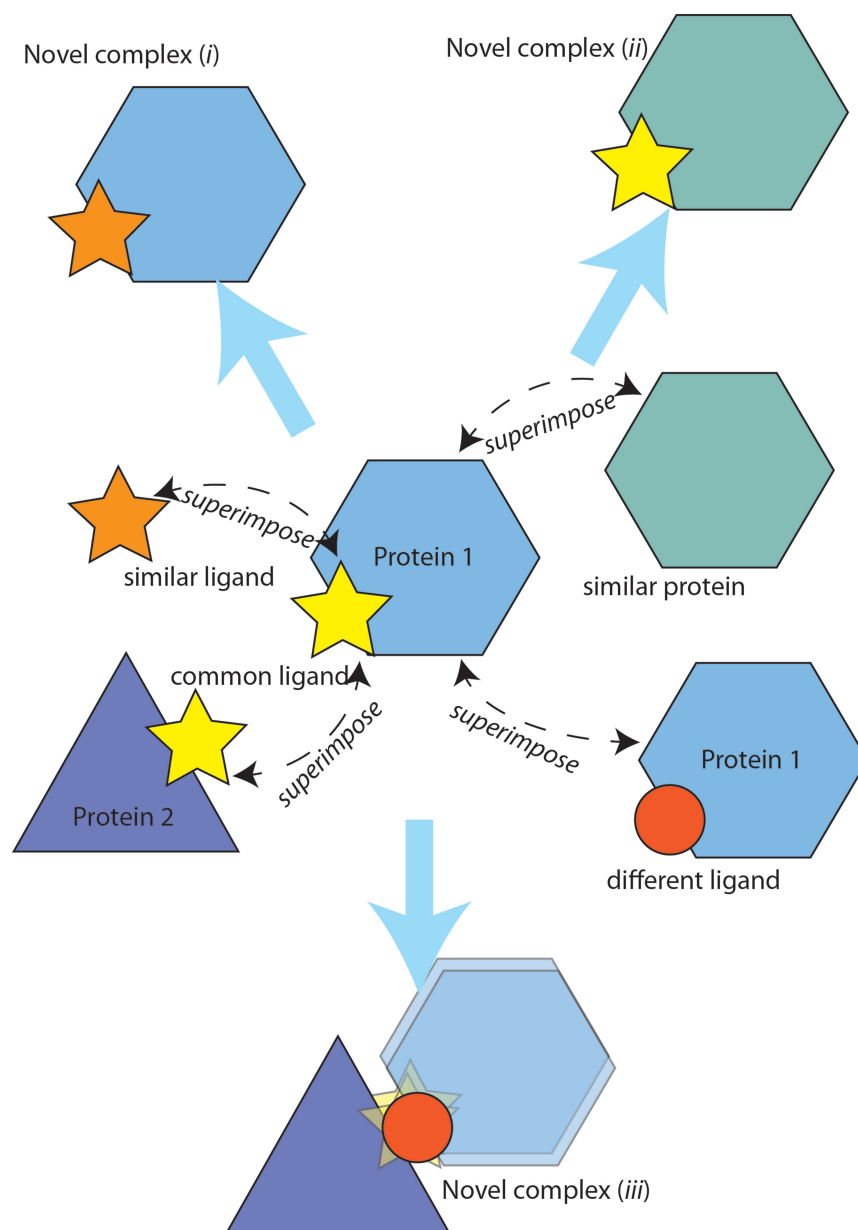 Novel complex (i)
Novel complex (ii)
superimpose
superimpose
Protein 1
similar ligand
similar protein
common ligand
superimpose
superimpose
Protein 1
Protein 2
different ligand
Novel complex (iii)